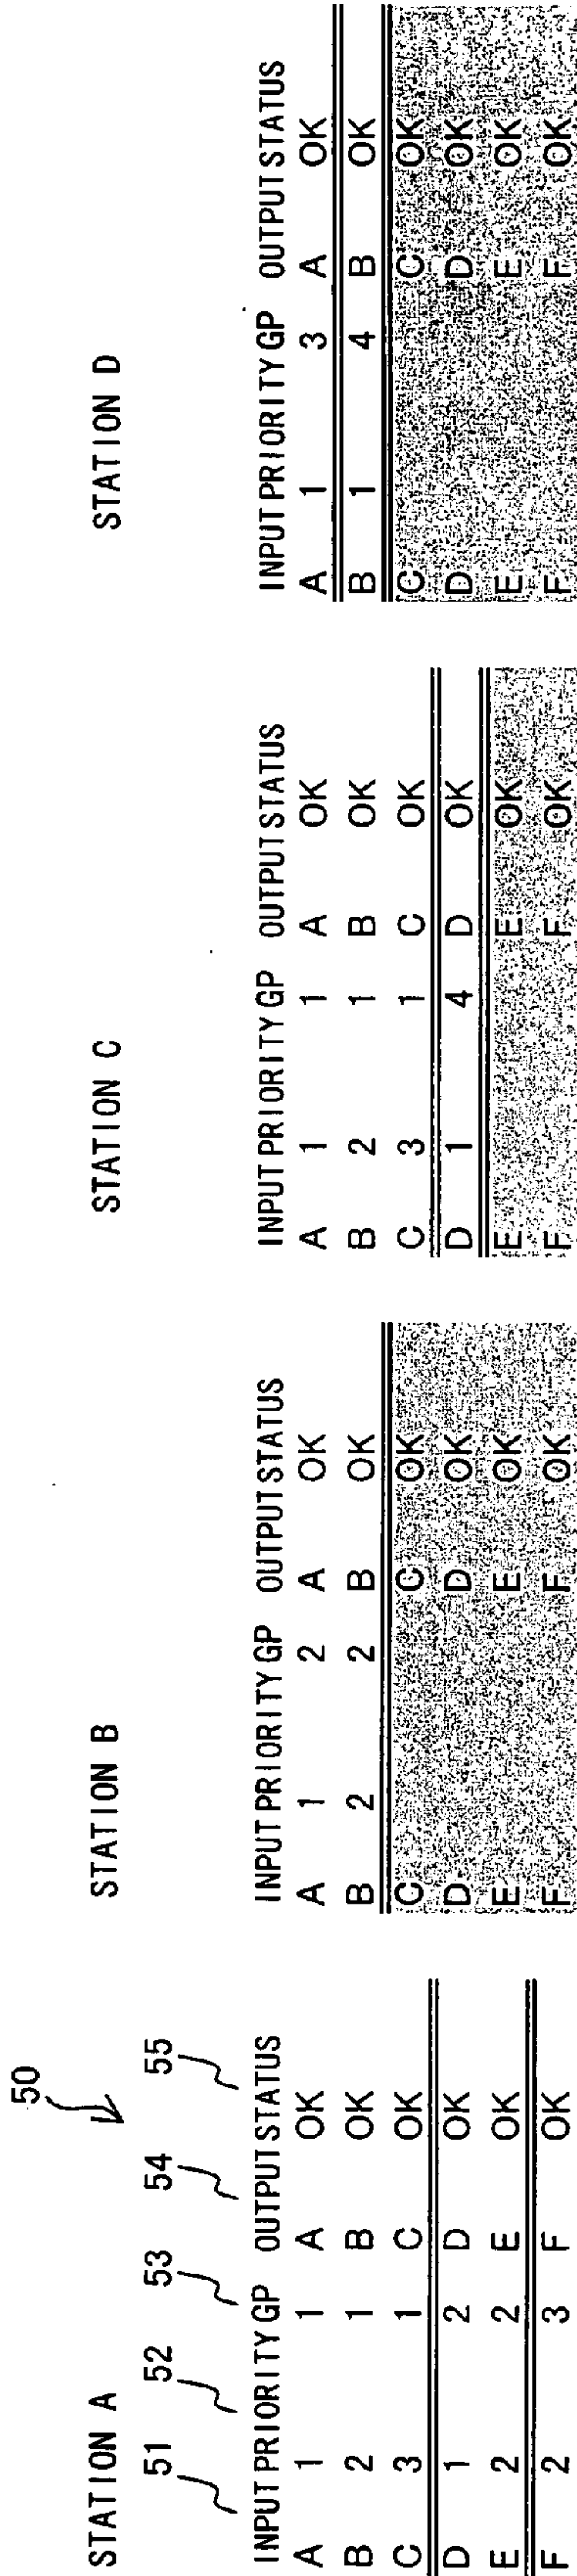 STATION A
50
51 52 53 54 55
INPUT PRIORITY GP OUTPUT STATUS
A 1 1 A OK
B 2 1 B OK
C 3 1 C OK
D 1 2 D OK
E 2 2 E OK
F 2 3 F OK
STATION B
INPUT PRIORITY GP OUTPUT STATUS
A 1 2 A OK
B 2 2 B OK
C C OK
D D OK
E E OK
F F OK
STATION C
INPUT PRIORITY GP OUTPUT STATUS
A 1 1 A OK
B 2 1 B OK
C 3 1 C OK
D 1 4 D OK
E E OK
F F OK
STATION D
INPUT PRIORITY GP OUTPUT STATUS
A 1 3 A OK
B 1 4 B OK
C C OK
D D OK
E E OK
F F OK